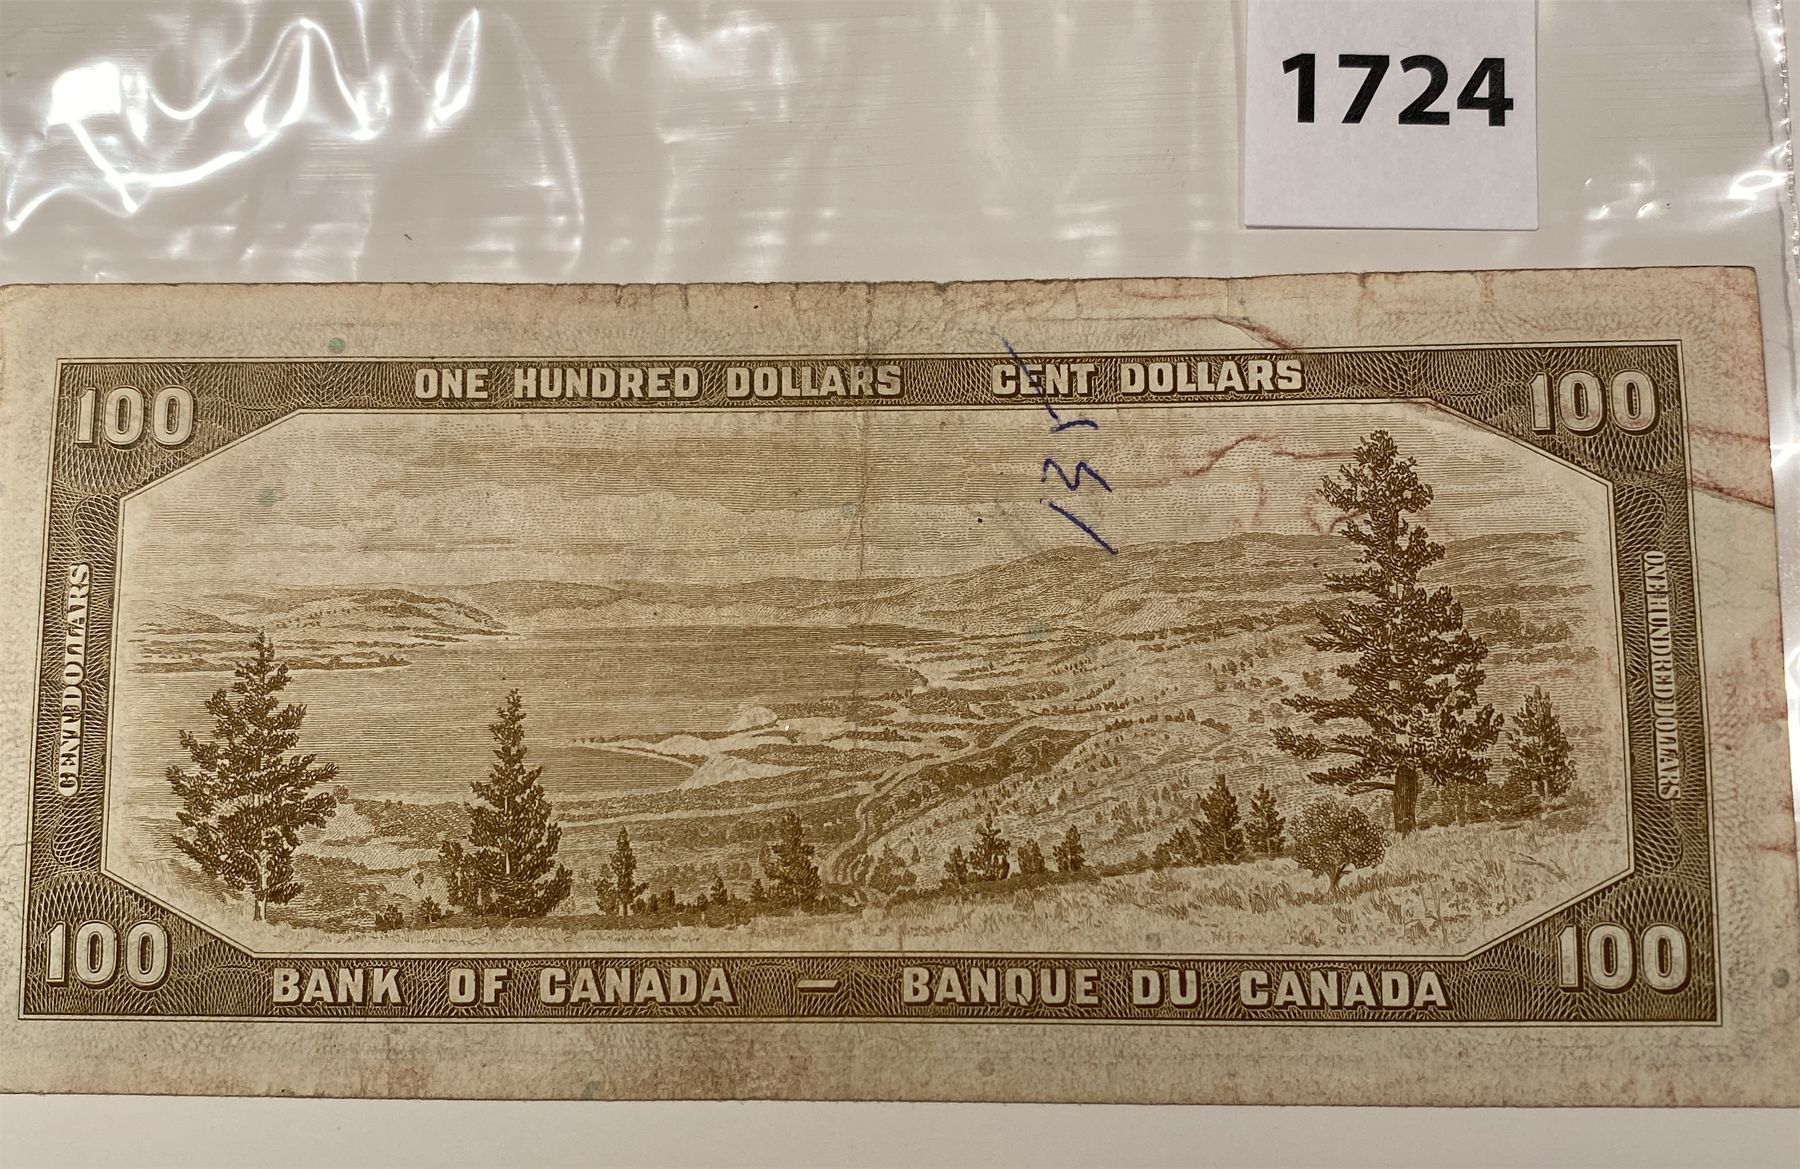 1724
ONE HUNDRED DOLLARS CENT DOLLARS
100 100
135
CENT DOLLARS
ONE HUNDRED DOLLARS
100 100
BANK OF CANADA — BANQUE DU CANADA